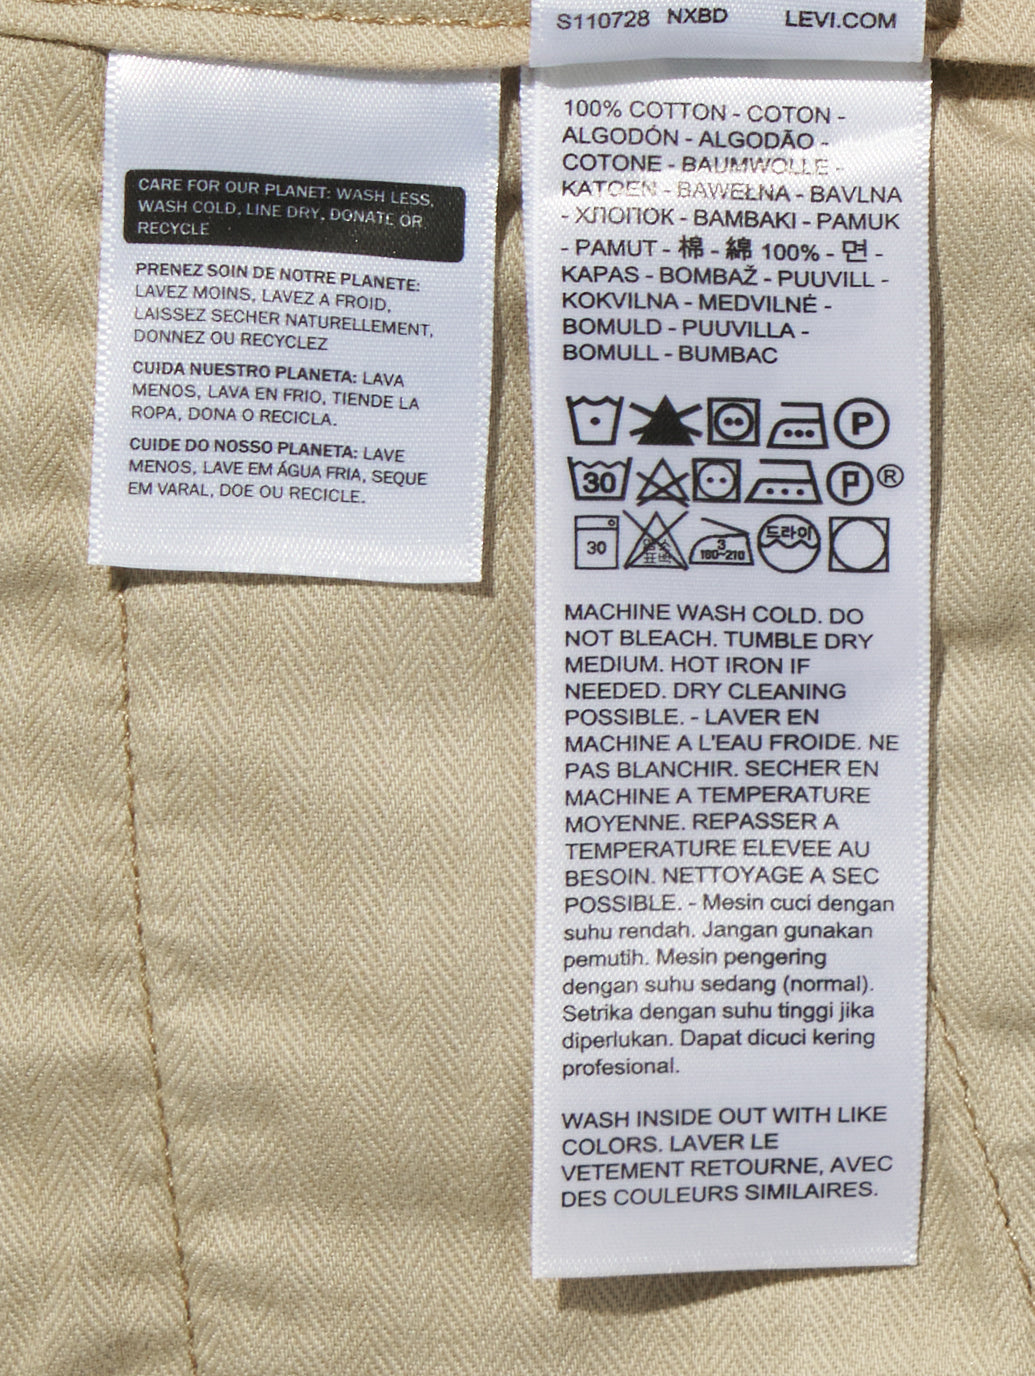 S110728 NXBD LEVI.COM
CARE FOR OUR PLANET: WASH LESS,
WASH COLD, LINE DRY, DONATE OR
RECYCLE
PRENEZ SOIN DE NOTRE PLANETE:
LAVEZ MOINS, LAVEZ A FROID,
LAISSEZ SECHER NATURELLEMENT,
DONNEZ OU RECYCLEZ
CUIDA NUESTRO PLANETA: LAVA
MENOS, LAVA EN FRIO, TIENDE LA
ROPA, DONA O RECICLA.
CUIDE DO NOSSO PLANETA: LAVE
MENOS, LAVE EM ÁGUA FRIA, SEQUE
EM VARAL, DOE OU RECICLE.
100% COTTON - COTON -
ALGODÓN - ALGODÃO -
COTONE - BAUMWOLLE -
KATOEN - BAWEŁNA - BAVLNA
- ХЛОПОК - BAMBAKI - PAMUK
- PAMUT - 棉 - 綿 100% - 면 -
KAPAS - BOMBAŽ - PUUVILL -
KOKVILNA - MEDVILNĖ -
BOMULD - PUUVILLA -
BOMULL - BUMBAC
P
30 P ®
30 3 180-210 드라이
MACHINE WASH COLD. DO
NOT BLEACH. TUMBLE DRY
MEDIUM. HOT IRON IF
NEEDED. DRY CLEANING
POSSIBLE. - LAVER EN
MACHINE A L'EAU FROIDE. NE
PAS BLANCHIR. SECHER EN
MACHINE A TEMPERATURE
MOYENNE. REPASSER A
TEMPERATURE ELEVEE AU
BESOIN. NETTOYAGE A SEC
POSSIBLE. - Mesin cuci dengan
suhu rendah. Jangan gunakan
pemutih. Mesin pengering
dengan suhu sedang (normal).
Setrika dengan suhu tinggi jika
diperlukan. Dapat dicuci kering
profesional.
WASH INSIDE OUT WITH LIKE
COLORS. LAVER LE
VETEMENT RETOURNE, AVEC
DES COULEURS SIMILAIRES.